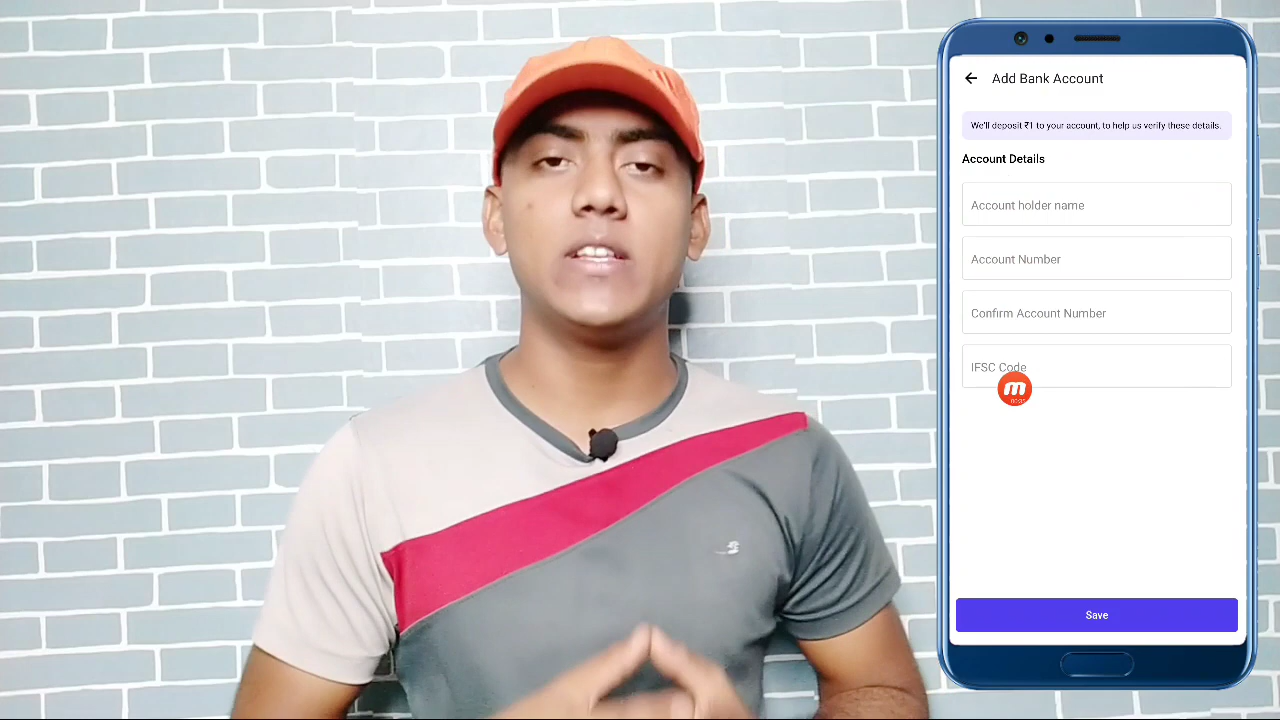 Add Bank Account
We'll deposit ₹1 to your account, to help us verify these details.
Account Details
Account holder name
Account Number
Confirm Account Number
IFSC Code
Save